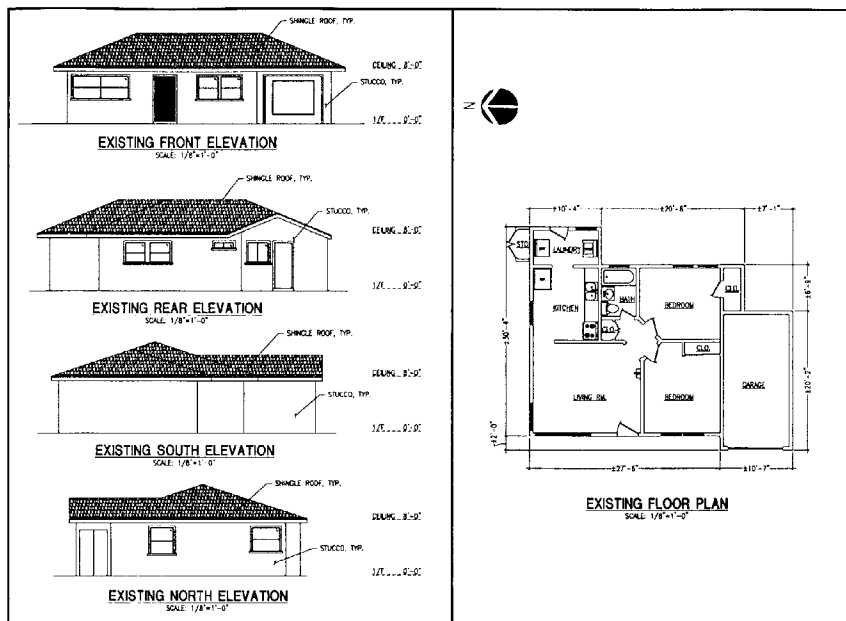 SHINGLE ROOF, TYP.
CEILING 8'-0"
STUCCO, TYP.
F/F 0'-0"
EXISTING FRONT ELEVATION
SCALE: 1/8"=1'-0"
SHINGLE ROOF, TYP.
STUCCO, TYP.
CEILING 8'-0"
F/F 0'-0"
EXISTING REAR ELEVATION
SCALE: 1/8"=1'-0"
SHINGLE ROOF, TYP.
CEILING 8'-0"
STUCCO, TYP.
F/F 0'-0"
EXISTING SOUTH ELEVATION
SCALE: 1/8"=1'-0"
SHINGLE ROOF, TYP.
CEILING 8'-0"
STUCCO, TYP.
F/F 0'-0"
EXISTING NORTH ELEVATION
SCALE: 1/8"=1'-0"
N
±10'-4"
±20'-6"
±7'-1"
STO.
LAUNDRY
KITCHEN
BATH
BEDROOM
CLO.
CLO.
CLO.
LIVING RM.
BEDROOM
GARAGE
±30'-4"
±2'-0"
±6'-9"
±20'-2"
±27'-6"
±10'-7"
EXISTING FLOOR PLAN
SCALE: 1/8"=1'-0"